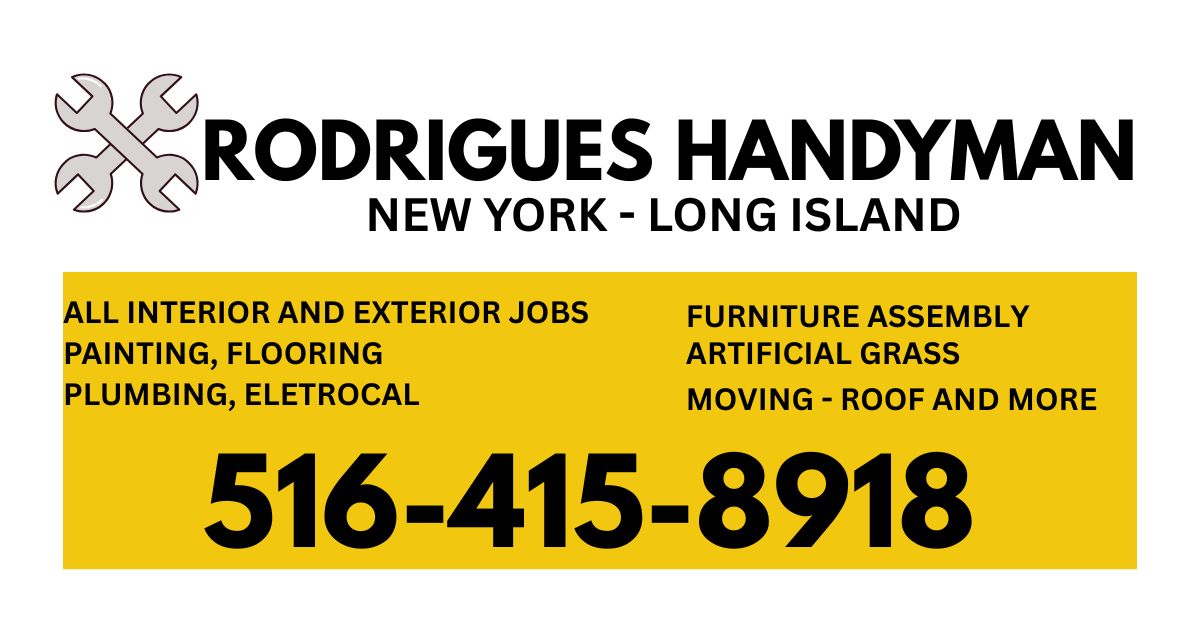 RODRIGUES HANDYMAN
NEW YORK - LONG ISLAND
ALL INTERIOR AND EXTERIOR JOBS
PAINTING, FLOORING
PLUMBING, ELETROCAL
FURNITURE ASSEMBLY
ARTIFICIAL GRASS
MOVING - ROOF AND MORE
516-415-8918